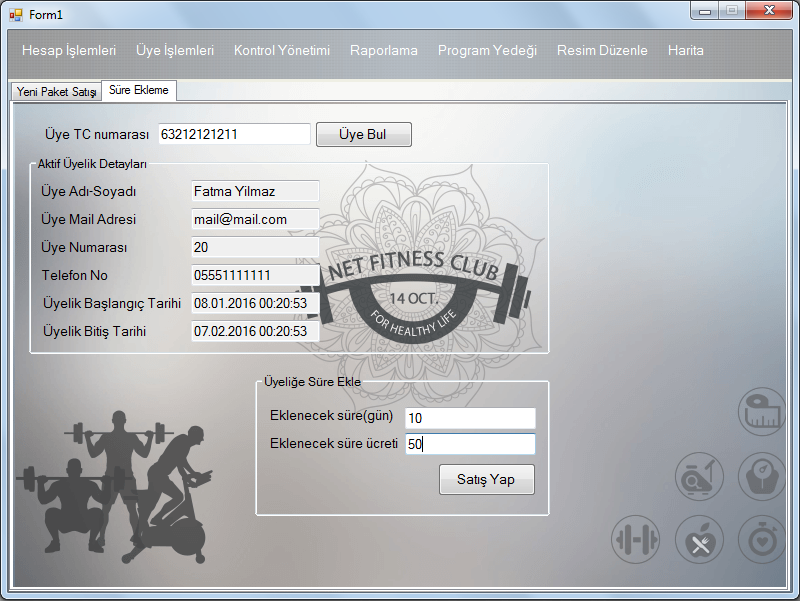 Form1
Hesap İşlemleri Üye İşlemleri Kontrol Yönetimi Raporlama Program Yedeği Resim Düzenle Harita
Yeni Paket Satışı Süre Ekleme
Üye TC numarası 63212121211 Üye Bul
Aktif Üyelik Detayları
Üye Adı-Soyadı Fatma Yilmaz
Üye Mail Adresi mail@mail.com
Üye Numarası 20
Telefon No 05551111111
Üyelik Başlangıç Tarihi 08.01.2016 00:20:53
Üyelik Bitiş Tarihi 07.02.2016 00:20:53
NET FITNESS CLUB
14 OCT.
FOR HEALTHY LIFE
Üyeliğe Süre Ekle
Eklenecek süre(gün) 10
Eklenecek süre ücreti 50
Satış Yap